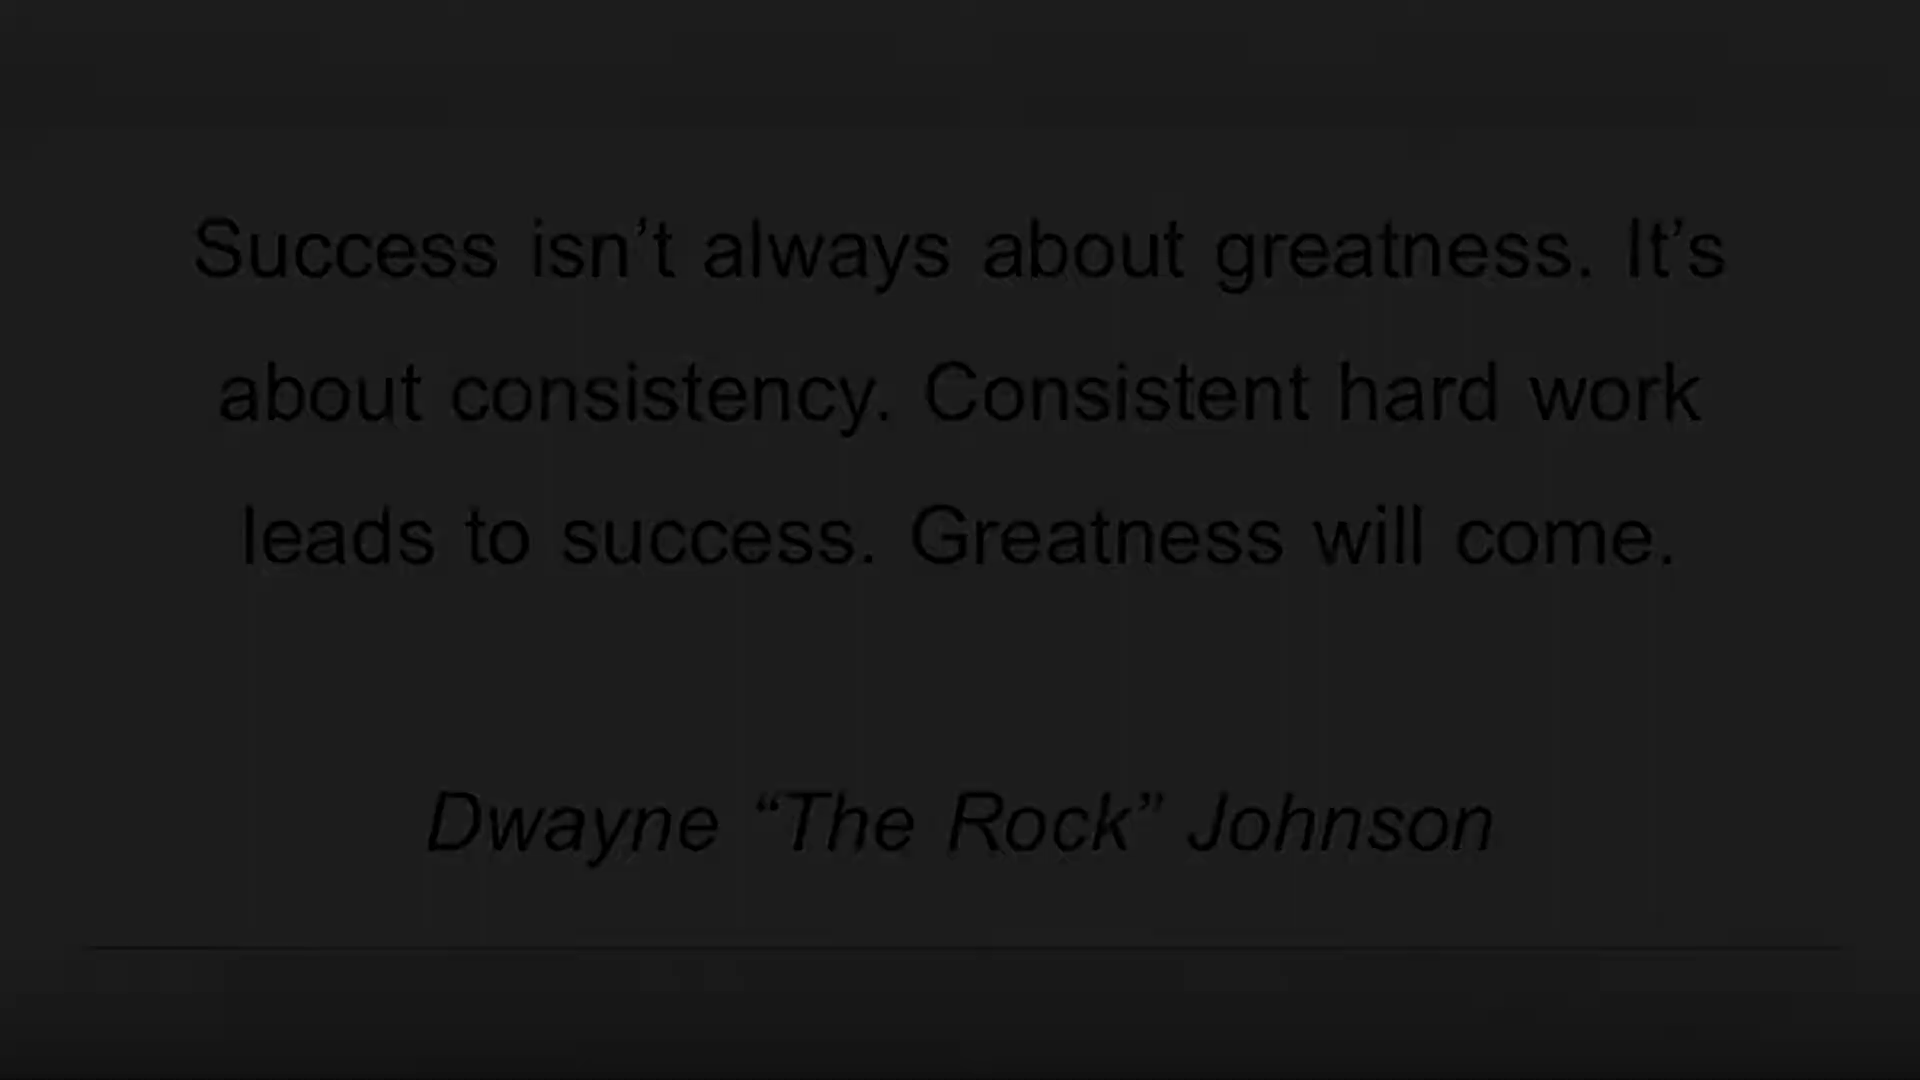 Success isn’t always about greatness. It’s
about consistency. Consistent hard work
leads to success. Greatness will come.
Dwayne “The Rock” Johnson